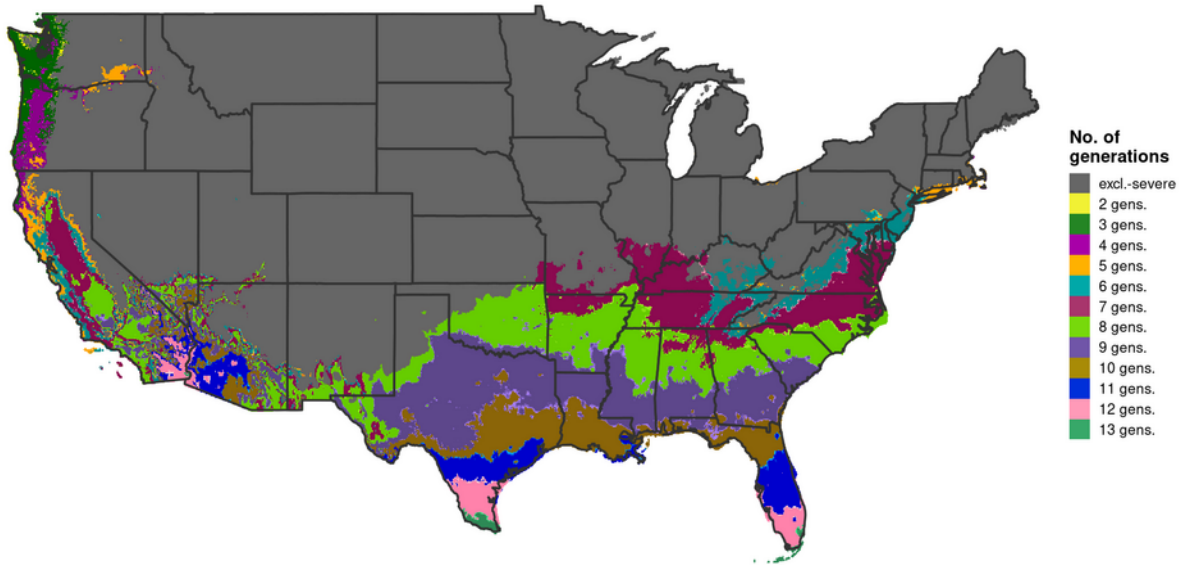 No. of
generations
excl.-severe
2 gens.
3 gens.
4 gens.
5 gens.
6 gens.
7 gens.
8 gens.
9 gens.
10 gens.
11 gens.
12 gens.
13 gens.